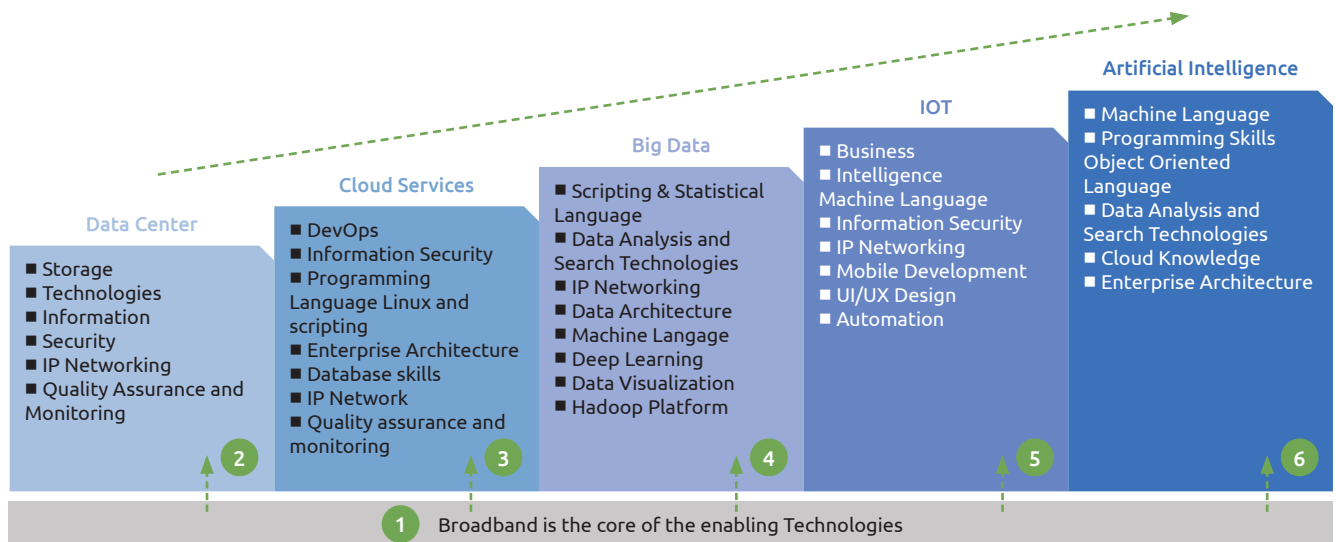 Data Center
■ Storage
■ Technologies
■ Information
■ Security
■ IP Networking
■ Quality Assurance and
Monitoring
2
Cloud Services
■ DevOps
■ Information Security
■ Programming
Language Linux and
scripting
■ Enterprise Architecture
■ Database skills
■ IP Network
■ Quality assurance and
monitoring
3
Big Data
■ Scripting & Statistical
Language
■ Data Analysis and
Search Technologies
■ IP Networking
■ Data Architecture
■ Machine Langage
■ Deep Learning
■ Data Visualization
■ Hadoop Platform
4
IOT
■ Business
■ Intelligence
Machine Language
■ Information Security
■ IP Networking
■ Mobile Development
■ UI/UX Design
■ Automation
5
Artificial Intelligence
■ Machine Language
■ Programming Skills
Object Oriented
Language
■ Data Analysis and
Search Technologies
■ Cloud Knowledge
■ Enterprise Architecture
6
1 Broadband is the core of the enabling Technologies